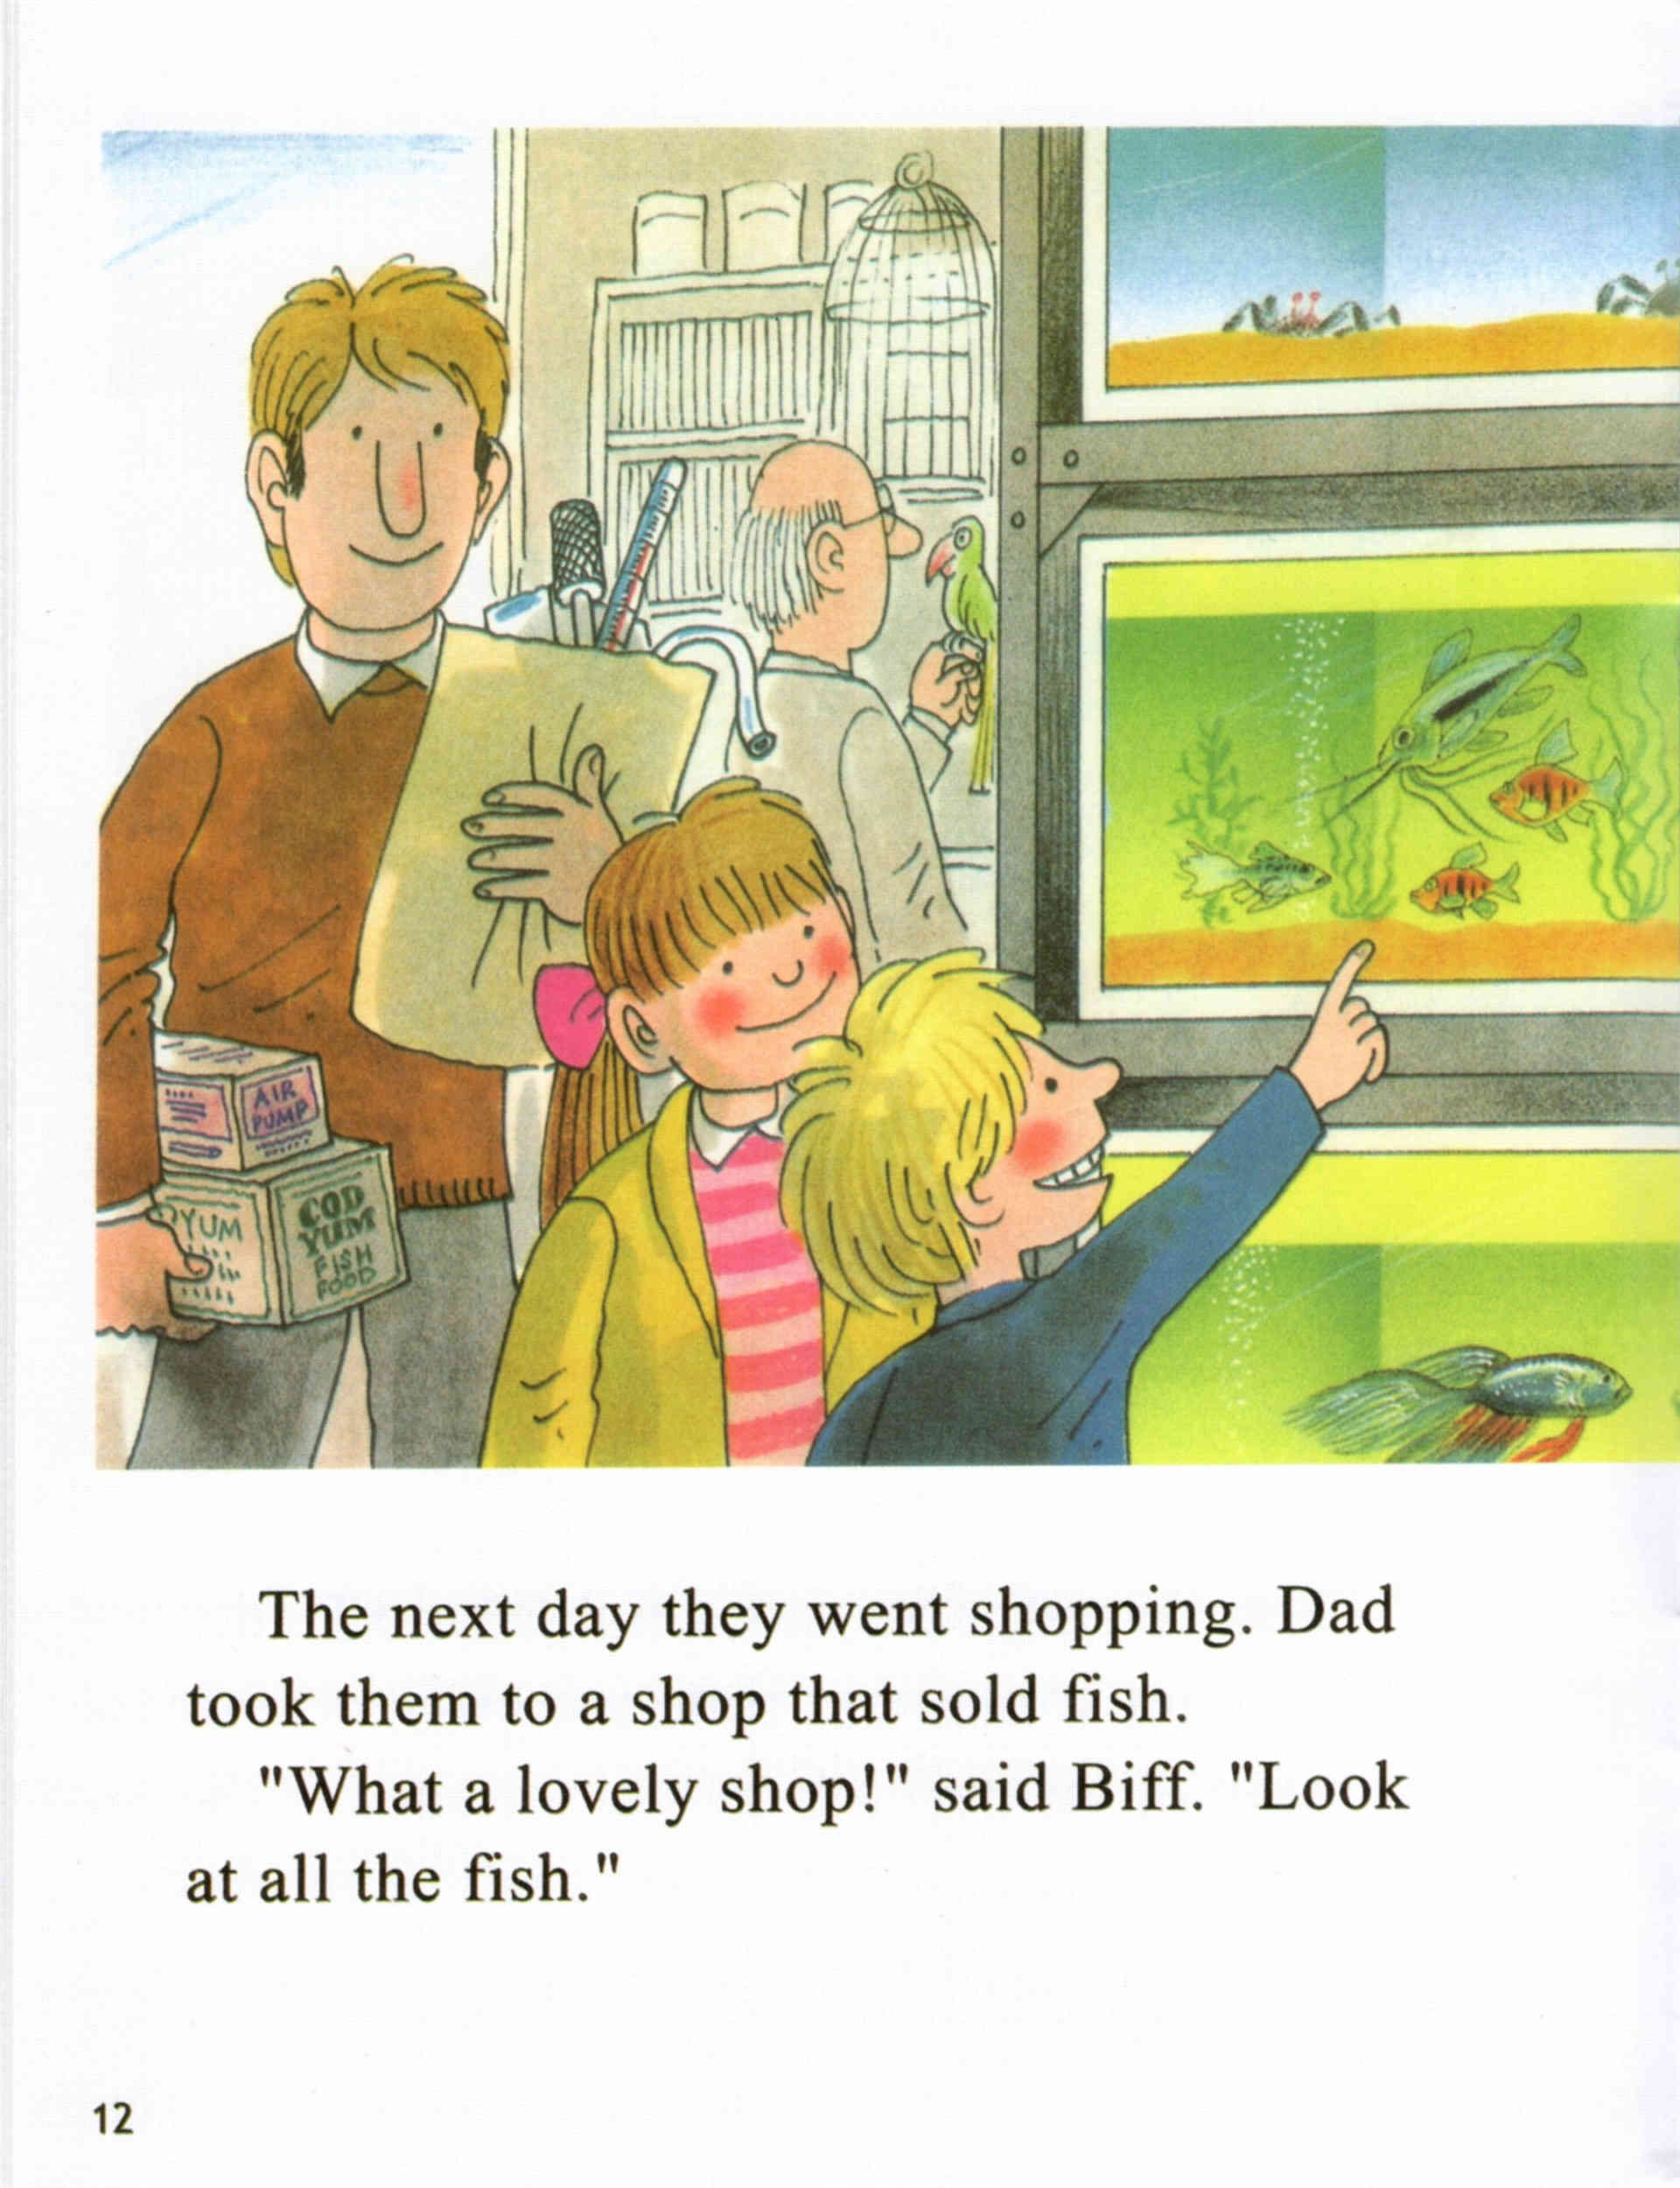 AIR
PUMP
YUM
COD
YUM
FISH
FOOD
The next day they went shopping. Dad
took them to a shop that sold fish.
"What a lovely shop!" said Biff. "Look
at all the fish."
12